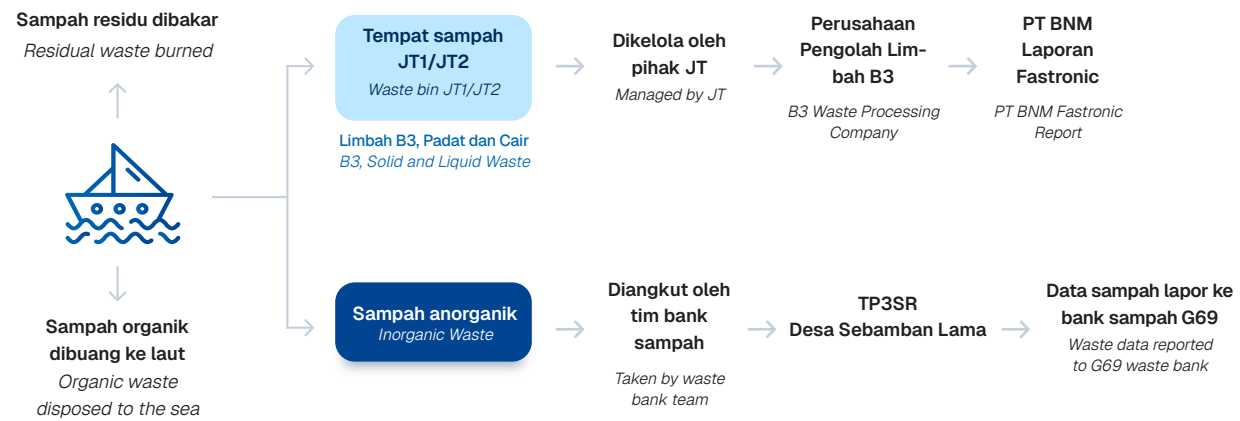 Sampah residu dibakar
Residual waste burned
Sampah organik
dibuang ke laut
Organic waste
disposed to the sea
Tempat sampah
JT1/JT2
Waste bin JT1/JT2
Limbah B3, Padat dan Cair
B3, Solid and Liquid Waste
Dikelola oleh
pihak JT
Managed by JT
Perusahaan
Pengolah Lim-
bah B3
B3 Waste Processing
Company
PT BNM
Laporan
Fastronic
PT BNM Fastronic
Report
Sampah anorganik
Inorganic Waste
Diangkut oleh
tim bank
sampah
Taken by waste
bank team
TP3SR
Desa Sebamban Lama
Data sampah lapor ke
bank sampah G69
Waste data reported
to G69 waste bank